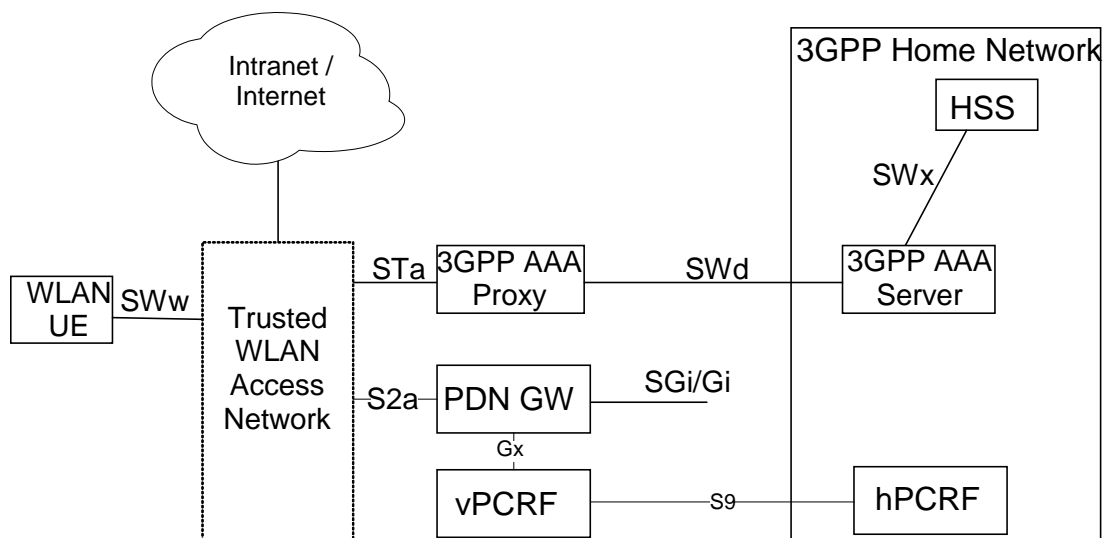 Intranet /
Internet
3GPP Home Network
HSS
SWx
WLAN
UE
SWw
Trusted
WLAN
Access
Network
STa
3GPP AAA
Proxy
SWd
3GPP AAA
Server
S2a
PDN GW
SGi/Gi
Gx
vPCRF
S9
hPCRF